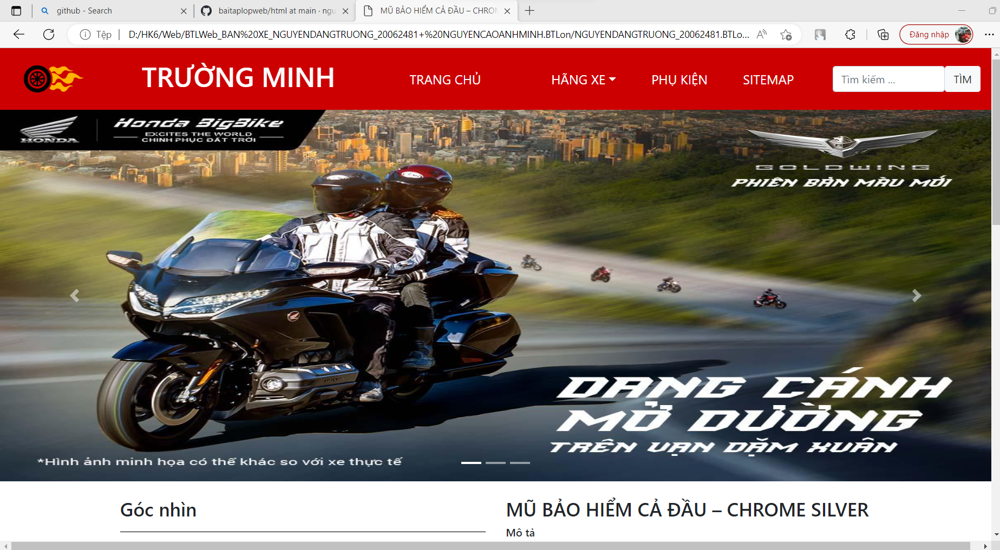 github - Search
baitaplopweb/html at main · ngu
MŨ BẢO HIỂM CẢ ĐẦU – CHROM
Tệp
D:/HK6/Web/BTLWeb_BAN%20XE_NGUYENDANGTRUONG_20062481+%20NGUYENCAOANHMINH.BTLon/NGUYENDANGTRUONG_20062481.BTLo...
Đăng nhập
TRƯỜNG MINH
TRANG CHỦ
HÃNG XE
PHỤ KIỆN
SITEMAP
Tìm kiếm ...
TÌM
HONDA
Honda BigBike
EXCITES THE WORLD
CHINH PHỤC ĐẤT TRỜI
GOLDWING
PHIÊN BẢN MÀU MỚI
DANG CÁNH
MỞ ĐƯỜNG
TRÊN VẠN DẶM XUÂN
*Hình ảnh minh họa có thể khác so với xe thực tế
Góc nhìn
MŨ BẢO HIỂM CẢ ĐẦU – CHROME SILVER
Mô tả